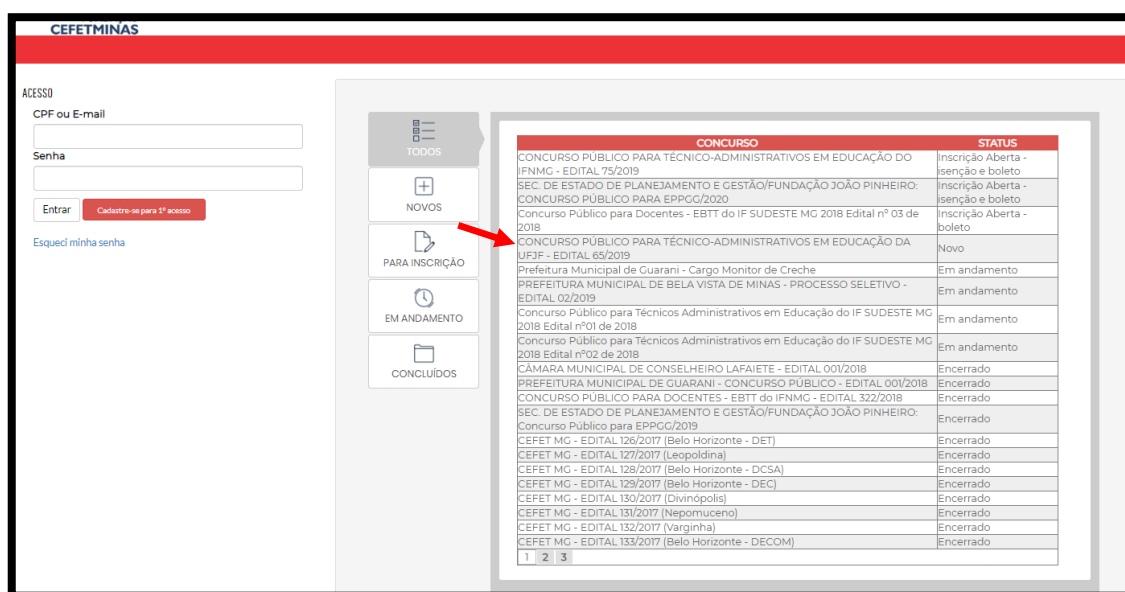 CEFETMINAS
ACESSO
CPF ou E-mail
Senha
Entrar
Cadastre-se para 1º acesso
Esqueci minha senha
TODOS
NOVOS
PARA INSCRIÇÃO
EM ANDAMENTO
CONCLUÍDOS
CONCURSO STATUS
CONCURSO PÚBLICO PARA TÉCNICO-ADMINISTRATIVOS EM EDUCAÇÃO DO Inscrição Aberta -
IFNMG - EDITAL 75/2019 isenção e boleto
SEC. DE ESTADO DE PLANEJAMENTO E GESTÃO/FUNDAÇÃO JOÃO PINHEIRO: Inscrição Aberta -
CONCURSO PÚBLICO PARA EPPGG/2020 isenção e boleto
Concurso Público para Docentes - EBTT do IF SUDESTE MG 2018 Edital nº 03 de Inscrição Aberta -
2018 boleto
CONCURSO PÚBLICO PARA TÉCNICO-ADMINISTRATIVOS EM EDUCAÇÃO DA
UFJF - EDITAL 65/2019 Novo
Prefeitura Municipal de Guarani - Cargo Monitor de Creche Em andamento
PREFEITURA MUNICIPAL DE BELA VISTA DE MINAS - PROCESSO SELETIVO -
EDITAL 02/2019 Em andamento
Concurso Público para Técnicos Administrativos em Educação do IF SUDESTE MG
2018 Edital nº01 de 2018 Em andamento
Concurso Público para Técnicos Administrativos em Educação do IF SUDESTE MG
2018 Edital nº02 de 2018 Em andamento
CÂMARA MUNICIPAL DE CONSELHEIRO LAFAIETE - EDITAL 001/2018 Encerrado
PREFEITURA MUNICIPAL DE GUARANI - CONCURSO PÚBLICO - EDITAL 001/2018 Encerrado
CONCURSO PÚBLICO PARA DOCENTES - EBTT do IFNMG - EDITAL 322/2018 Encerrado
SEC. DE ESTADO DE PLANEJAMENTO E GESTÃO/FUNDAÇÃO JOÃO PINHEIRO:
Concurso Público para EPPGG/2019 Encerrado
CEFET MG - EDITAL 126/2017 (Belo Horizonte - DET) Encerrado
CEFET MG - EDITAL 127/2017 (Leopoldina) Encerrado
CEFET MG - EDITAL 128/2017 (Belo Horizonte - DCSA) Encerrado
CEFET MG - EDITAL 129/2017 (Belo Horizonte - DEC) Encerrado
CEFET MG - EDITAL 130/2017 (Divinópolis) Encerrado
CEFET MG - EDITAL 131/2017 (Nepomuceno) Encerrado
CEFET MG - EDITAL 132/2017 (Varginha) Encerrado
CEFET MG - EDITAL 133/2017 (Belo Horizonte - DECOM) Encerrado
1 2 3